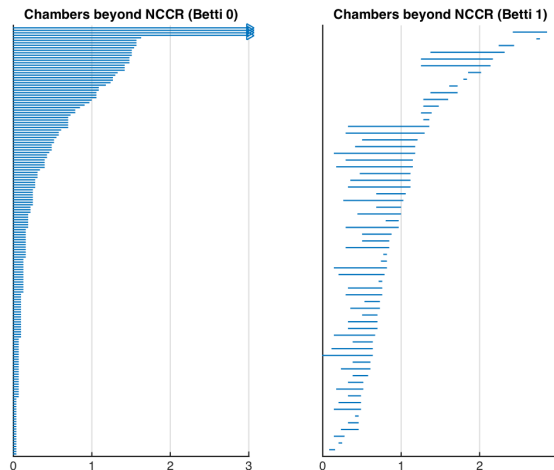 Chambers beyond NCCR (Betti 0)
0 1 2 3
Chambers beyond NCCR (Betti 1)
0 1 2